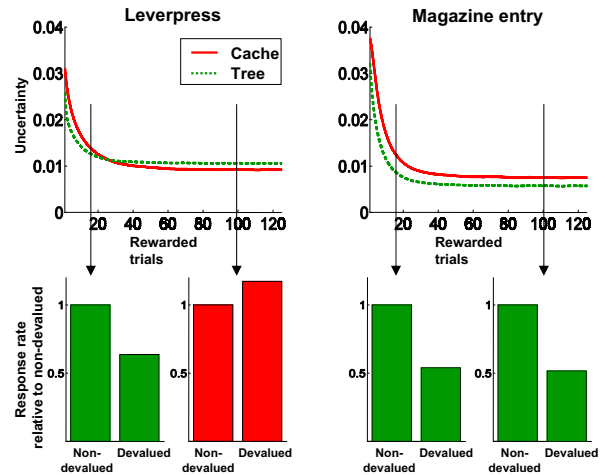 Leverpress
Magazine entry
Uncertainty
0.04
0.03
0.02
0.01
0
Cache
Tree
20 40 60 80 100 120
Rewarded
trials
0.04
0.03
0.02
0.01
0
20 40 60 80 100 120
Rewarded
trials
Response rate
relative to non-devalued
1
0.5
Non-
devalued
Devalued
1
0.5
Non-
devalued
Devalued
1
0.5
Non-
devalued
Devalued
1
0.5
Non-
devalued
Devalued